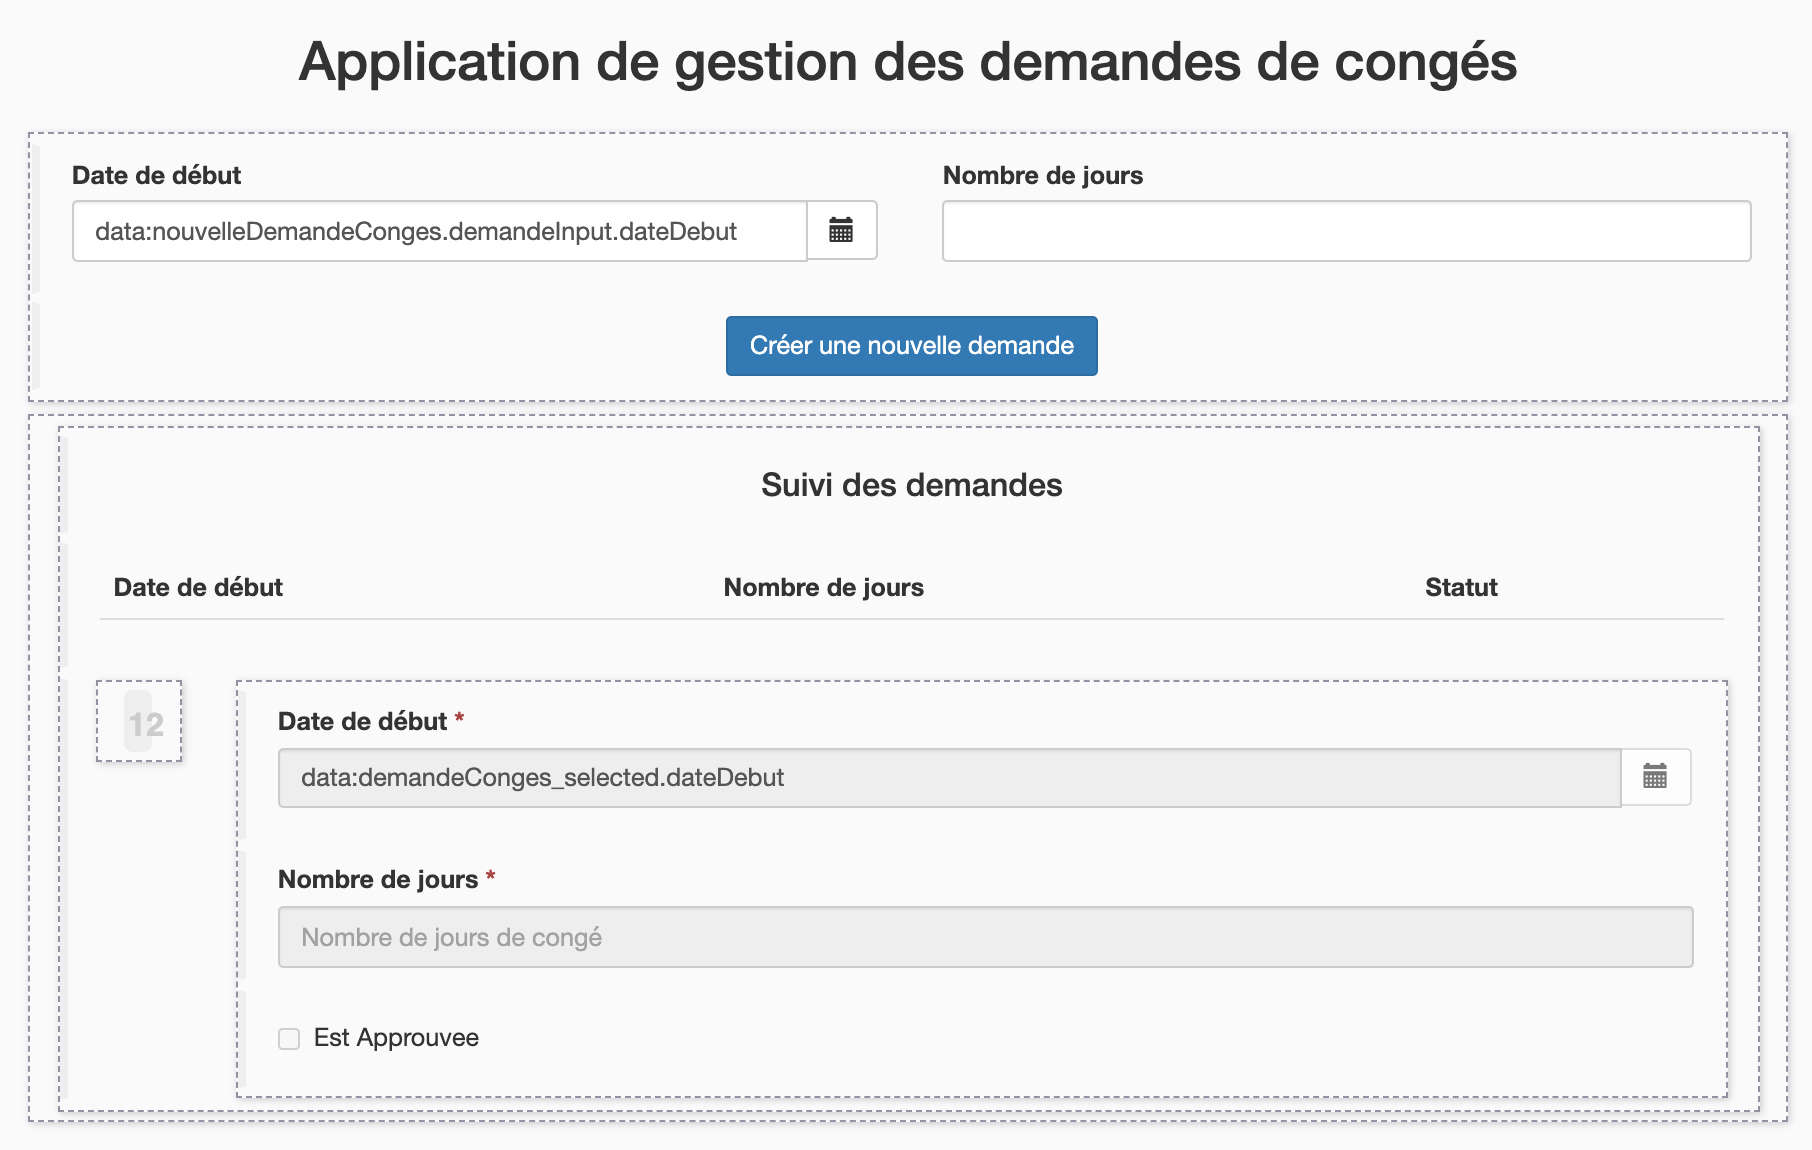 Application de gestion des demandes de congés
Date de début
Nombre de jours
data:nouvelleDemandeConges.demandeInput.dateDebut
Créer une nouvelle demande
Suivi des demandes
Date de début Nombre de jours Statut
12
Date de début *
data:demandeConges_selected.dateDebut
Nombre de jours *
Nombre de jours de congé
Est Approuvee